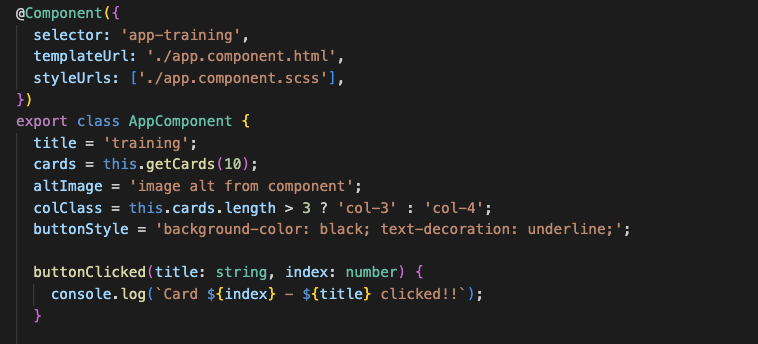 @Component({
  selector: 'app-training',
  templateUrl: './app.component.html',
  styleUrls: ['./app.component.scss'],
})
export class AppComponent {
  title = 'training';
  cards = this.getCards(10);
  altImage = 'image alt from component';
  colClass = this.cards.length > 3 ? 'col-3' : 'col-4';
  buttonStyle = 'background-color: black; text-decoration: underline;';

  buttonClicked(title: string, index: number) {
    console.log(`Card ${index} - ${title} clicked!!`);
  }